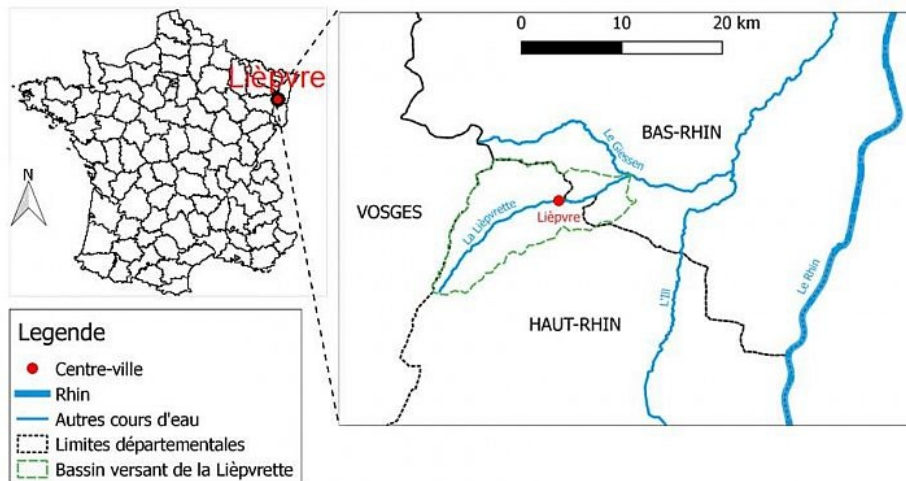 Lièpvre
N
0 10 20 km
BAS-RHIN
Le Giessen
VOSGES
La Lièpvrette
Lièpvre
L'Ill
Le Rhin
HAUT-RHIN
Legende
Centre-ville
Rhin
Autres cours d'eau
Limites départementales
Bassin versant de la Lièpvrette